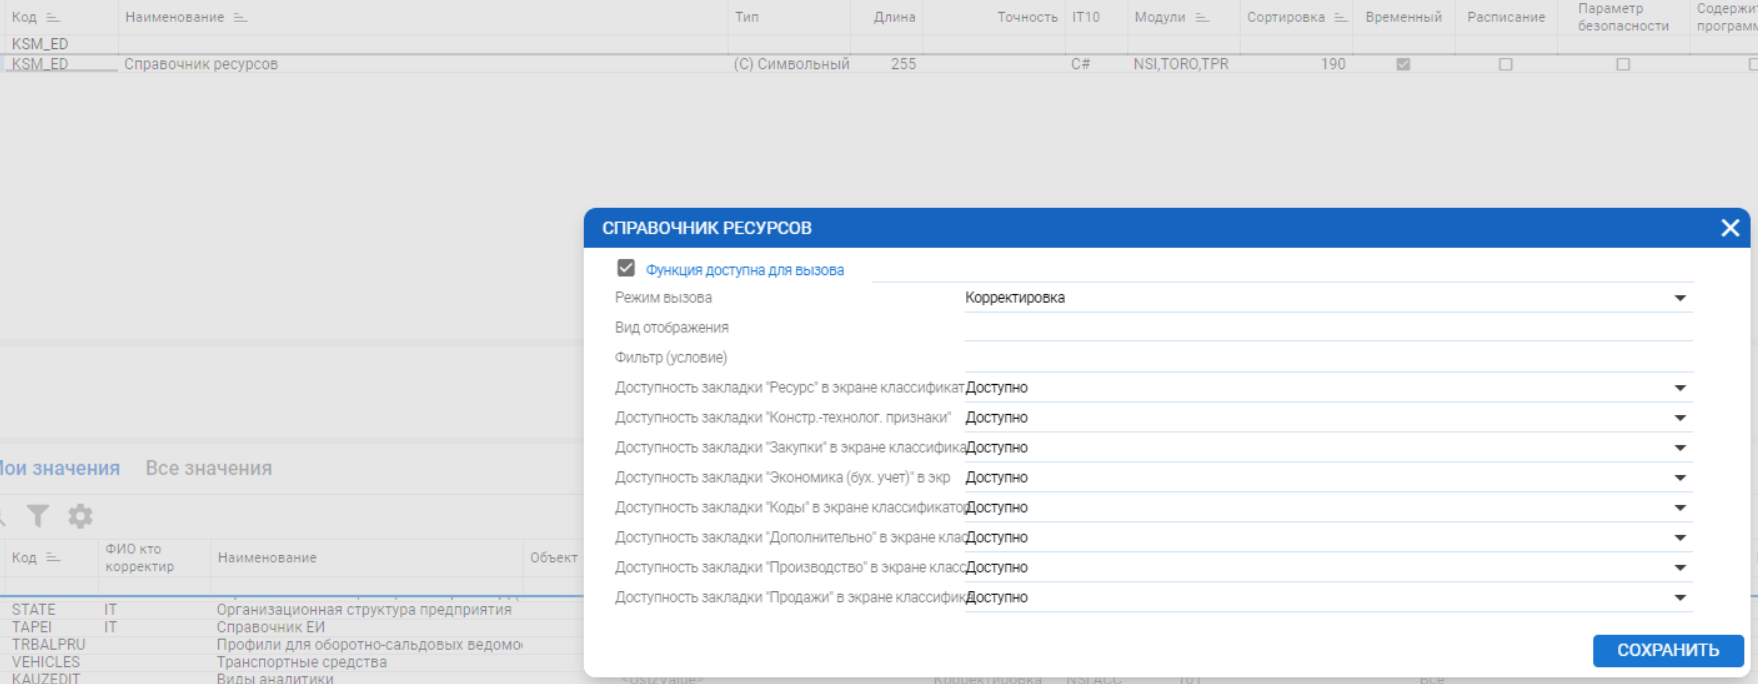 Код Наименование Тип Длина Точность IT10 Модули Сортировка Временный Расписание Параметр безопасности
KSM_ED
KSM_ED Справочник ресурсов (C) Символьный 255 C# NSI,TORO,TPR 190
СПРАВОЧНИК РЕСУРСОВ
Функция доступна для вызова
Режим вызова Корректировка
Вид отображения
Фильтр (условие)
Доступность закладки "Ресурс" в экране классификат Доступно
Доступность закладки "Констр.-технолог. признаки" Доступно
Доступность закладки "Закупки" в экране классифика Доступно
Доступность закладки "Экономика (бух. учет)" в экр Доступно
Доступность закладки "Коды" в экране классификатор Доступно
Доступность закладки "Дополнительно" в экране клас Доступно
Доступность закладки "Производство" в экране класс Доступно
Доступность закладки "Продажи" в экране классифик Доступно
СОХРАНИТЬ
Мои значения Все значения
Код ФИО кто корректир Наименование Объект
STATE IT Организационная структура предприятия
TAPEI IT Справочник ЕИ
TRBALPRU Профили для оборотно-сальдовых ведомо
VEHICLES Транспортные средства
KAUZEDIT Виды аналитики Корректировка NSI,ACC 101 Все